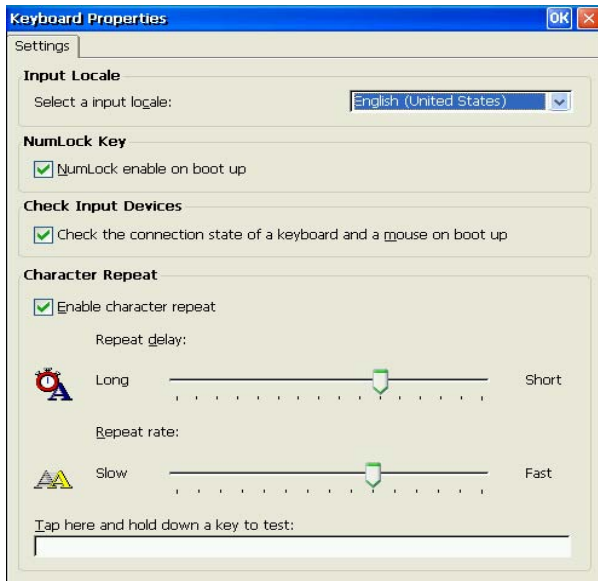 Keyboard Properties OK
Settings
Input Locale
Select a input locale: English (United States)
NumLock Key
NumLock enable on boot up
Check Input Devices
Check the connection state of a keyboard and a mouse on boot up
Character Repeat
Enable character repeat
Repeat delay:
Long Short
Repeat rate:
Slow Fast
Tap here and hold down a key to test: